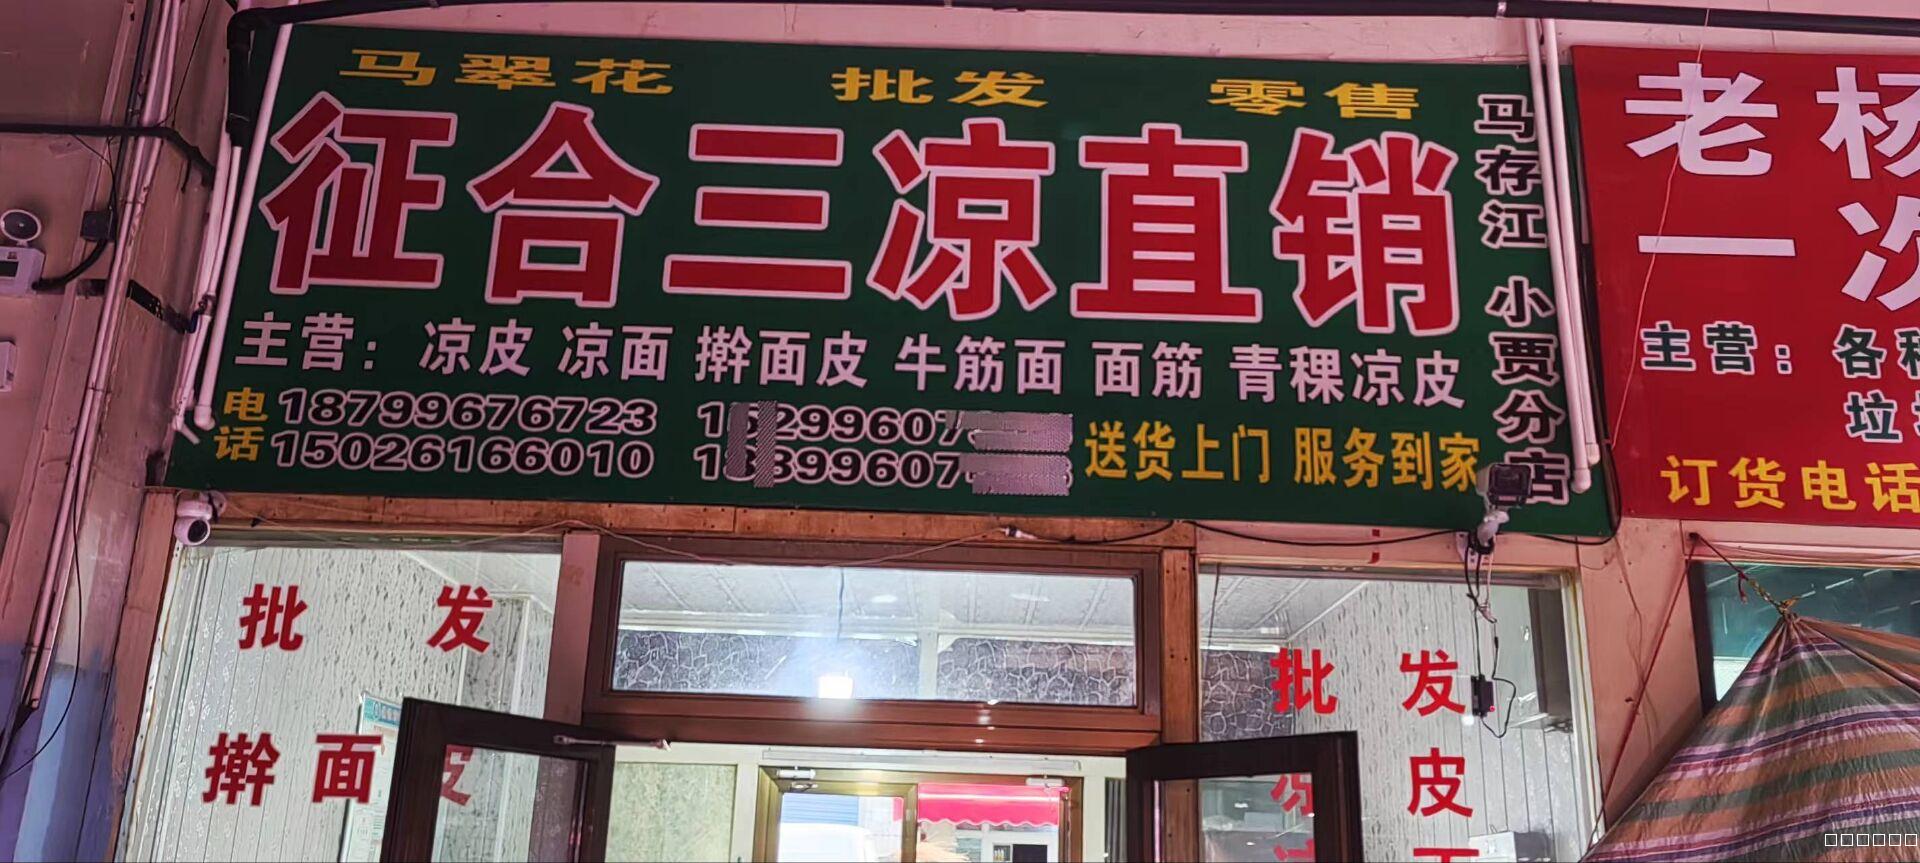 马翠花 批发 零售
征合三凉直销
马存江 小贾分店
主营：凉皮 凉面 擀面皮 牛筋面 面筋 青稞凉皮
电话 18799676723
15026166010
送货上门 服务到家
老杨
一次
主营：各种
订货电话
批发
擀面皮
批发
凉皮